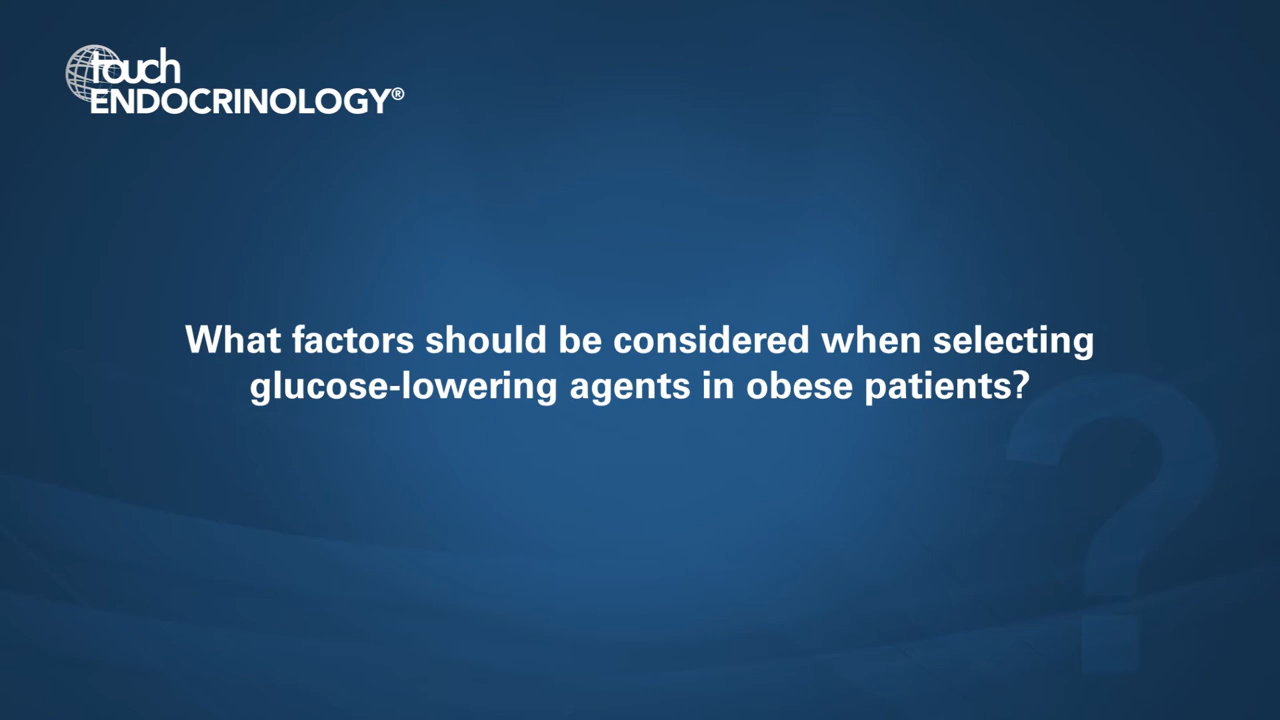 touch
ENDOCRINOLOGY®
What factors should be considered when selecting
glucose-lowering agents in obese patients?